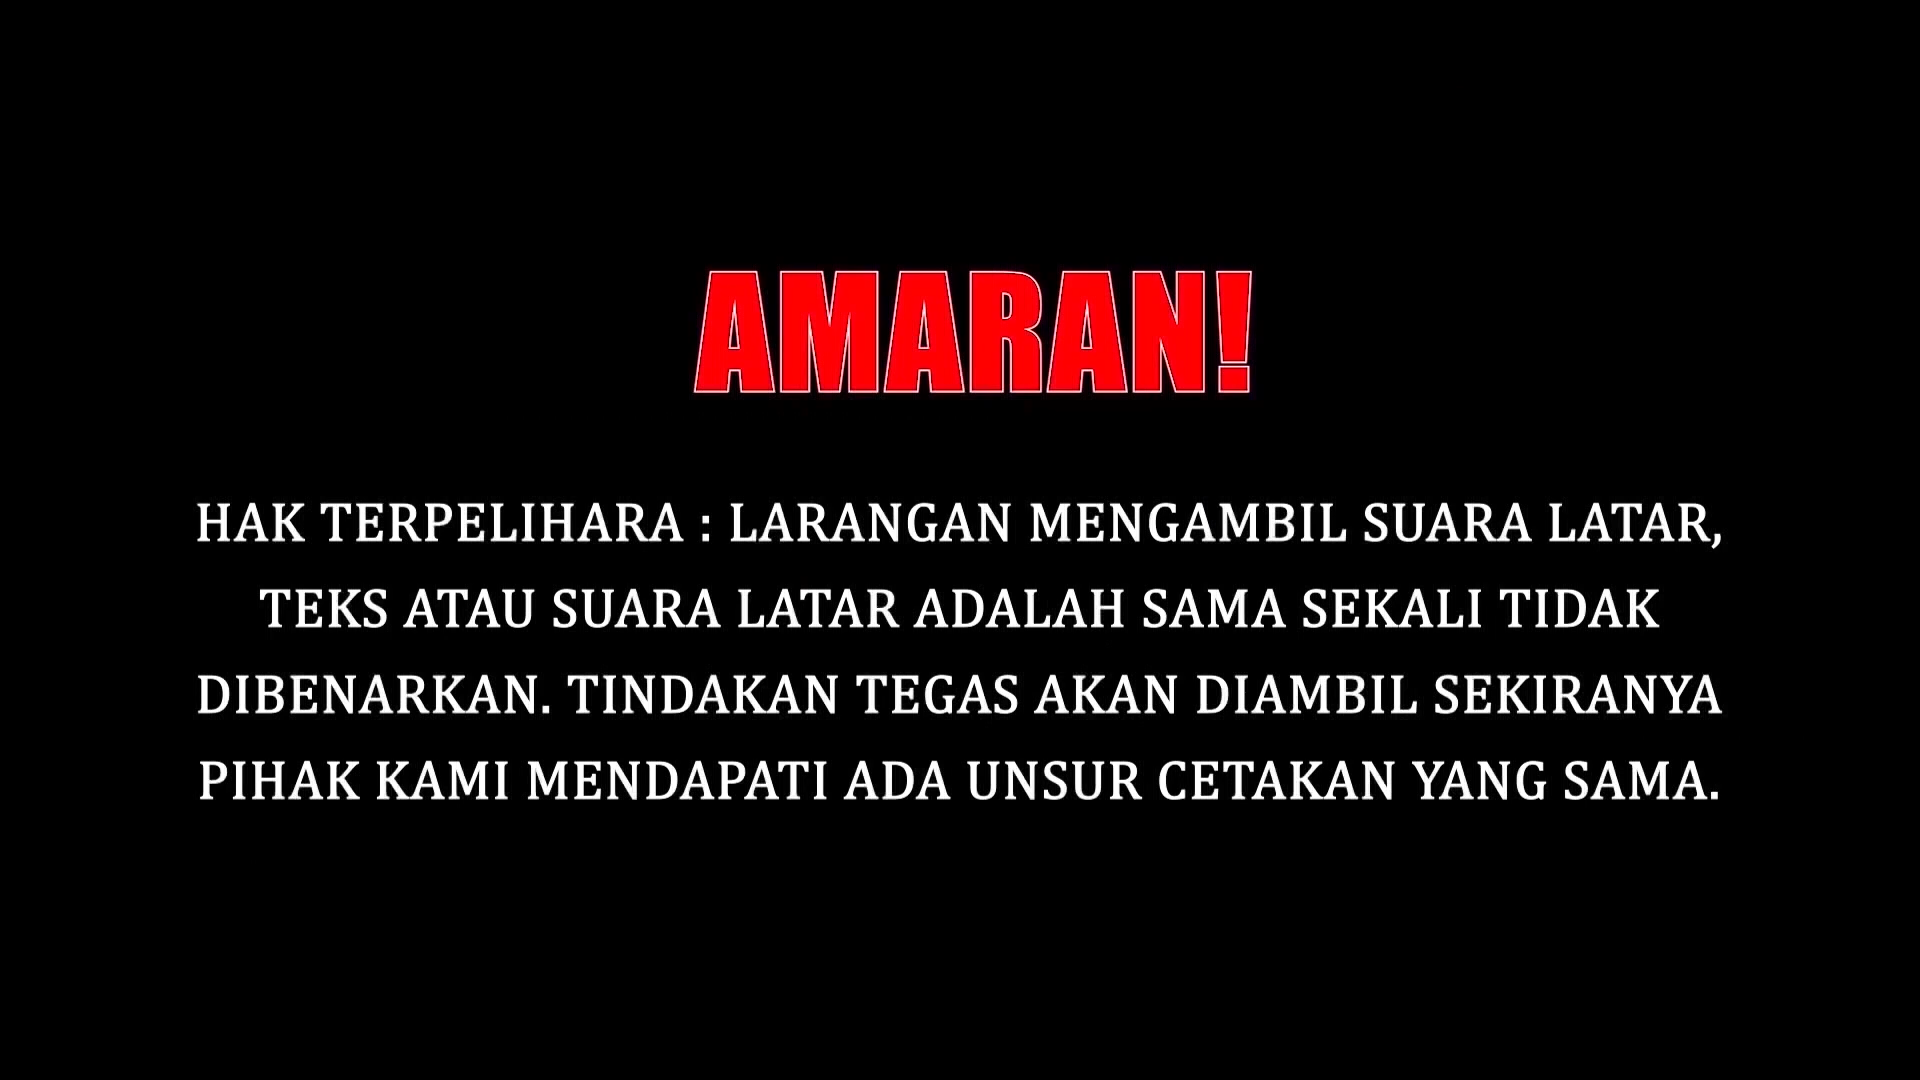 AMARAN!
HAK TERPELIHARA : LARANGAN MENGAMBIL SUARA LATAR,
TEKS ATAU SUARA LATAR ADALAH SAMA SEKALI TIDAK
DIBENARKAN. TINDAKAN TEGAS AKAN DIAMBIL SEKIRANYA
PIHAK KAMI MENDAPATI ADA UNSUR CETAKAN YANG SAMA.